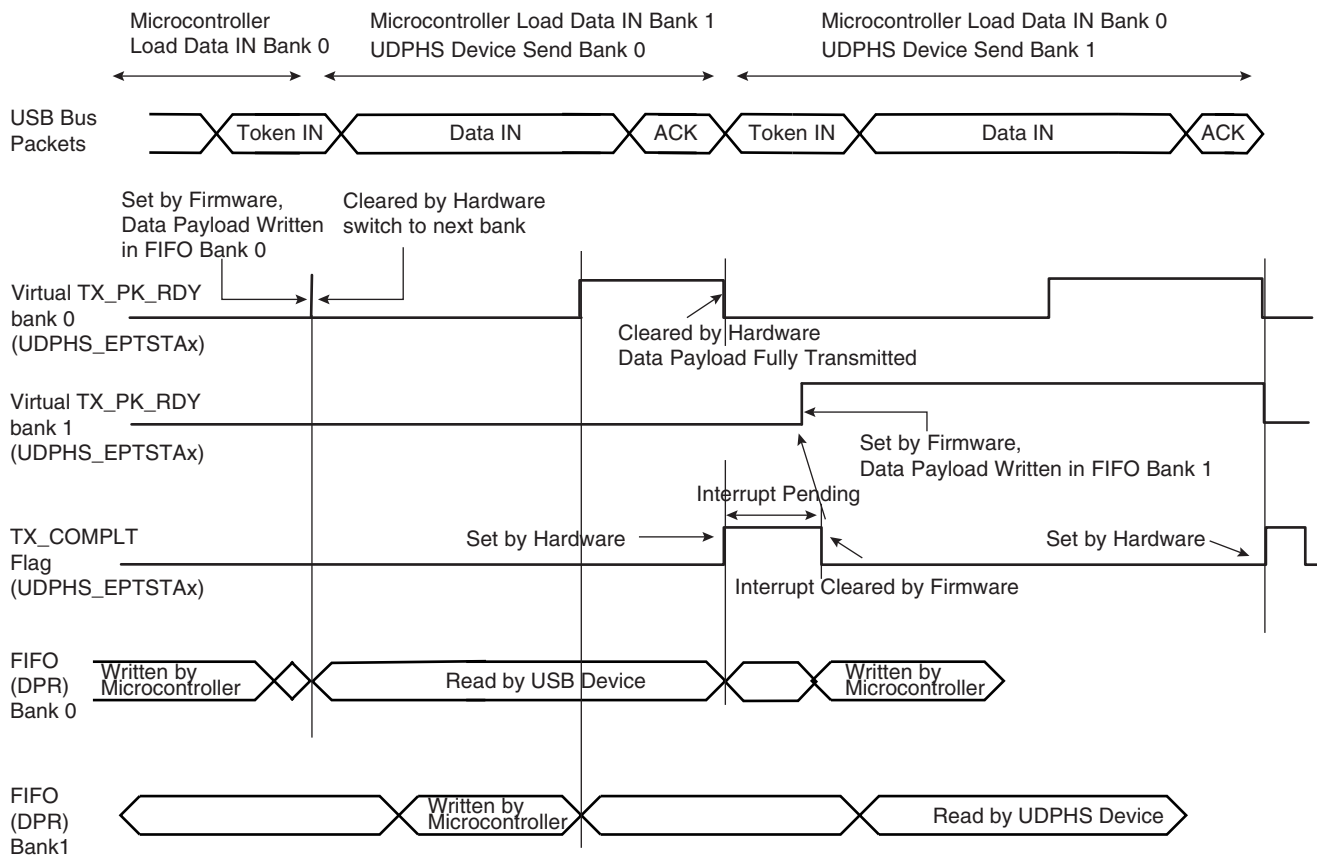 Microcontroller
Load Data IN Bank 0
Microcontroller Load Data IN Bank 1
UDPHS Device Send Bank 0
Microcontroller Load Data IN Bank 0
UDPHS Device Send Bank 1
USB Bus
Packets
Token IN
Data IN
ACK
Token IN
Data IN
ACK
Set by Firmware,
Data Payload Written
in FIFO Bank 0
Cleared by Hardware
switch to next bank
Virtual TX_PK_RDY
bank 0
(UDPHS_EPTSTAx)
Cleared by Hardware
Data Payload Fully Transmitted
Virtual TX_PK_RDY
bank 1
(UDPHS_EPTSTAx)
Set by Firmware,
Data Payload Written in FIFO Bank 1
Interrupt Pending
TX_COMPLT
Flag
(UDPHS_EPTSTAx)
Set by Hardware
Set by Hardware
Interrupt Cleared by Firmware
FIFO
(DPR)
Bank 0
Written by
Microcontroller
Read by USB Device
Written by
Microcontroller
FIFO
(DPR)
Bank1
Written by
Microcontroller
Read by UDPHS Device